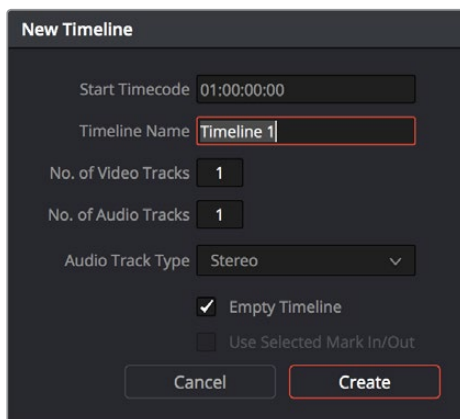 New Timeline
Start Timecode 01:00:00:00
Timeline Name Timeline 1
No. of Video Tracks 1
No. of Audio Tracks 1
Audio Track Type Stereo
Empty Timeline
Use Selected Mark In/Out
Cancel Create